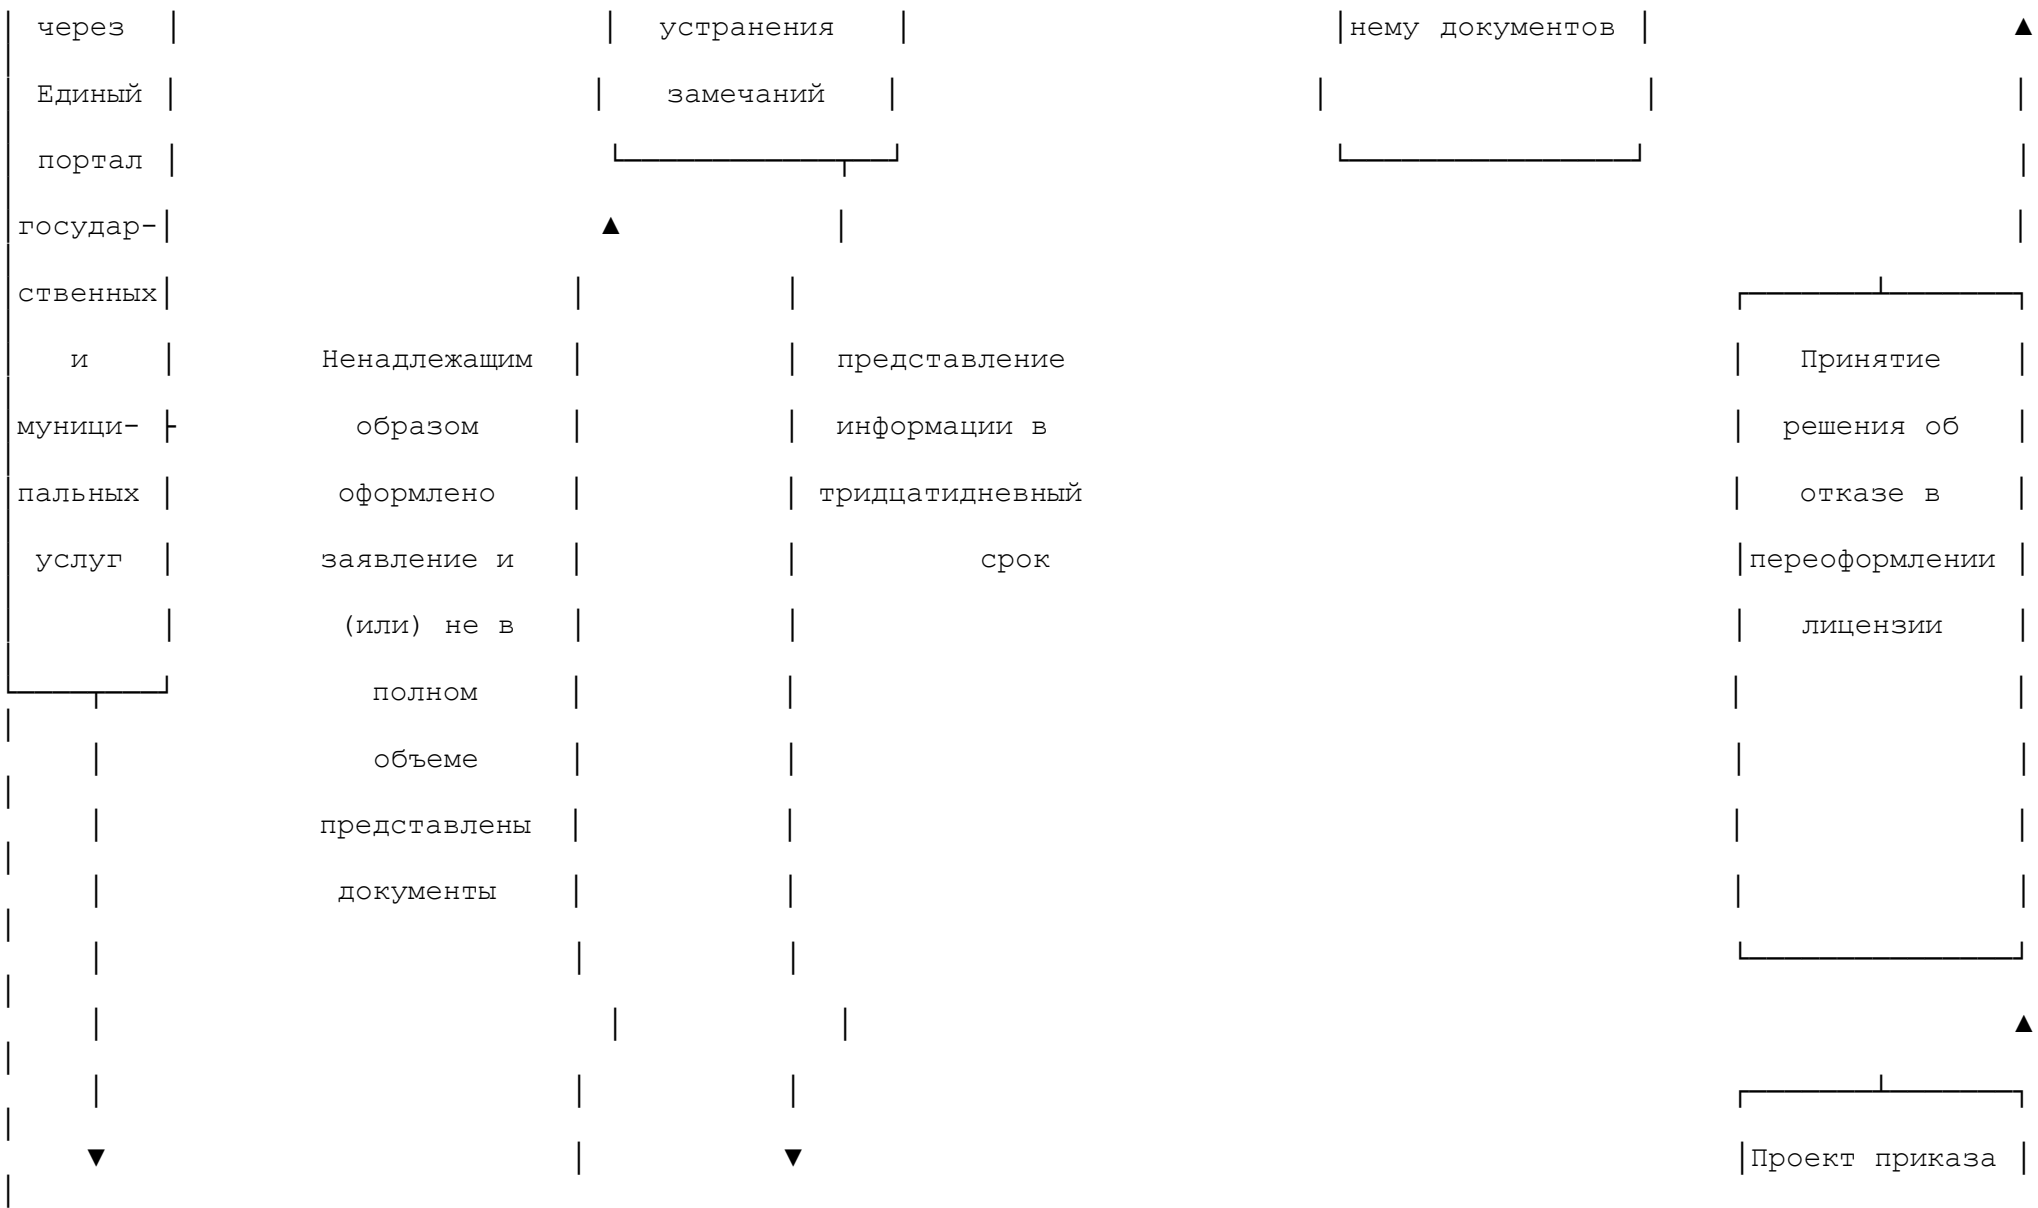 через устранения нему документов
Единый замечаний
портал
государ-
ственных
и Ненадлежащим представление Принятие
муници- образом информации в решения об
пальных оформлено тридцатидневный отказе в
услуг заявление и срок переоформлении
(или) не в лицензии
полном
объеме
представлены
документы
Проект приказа